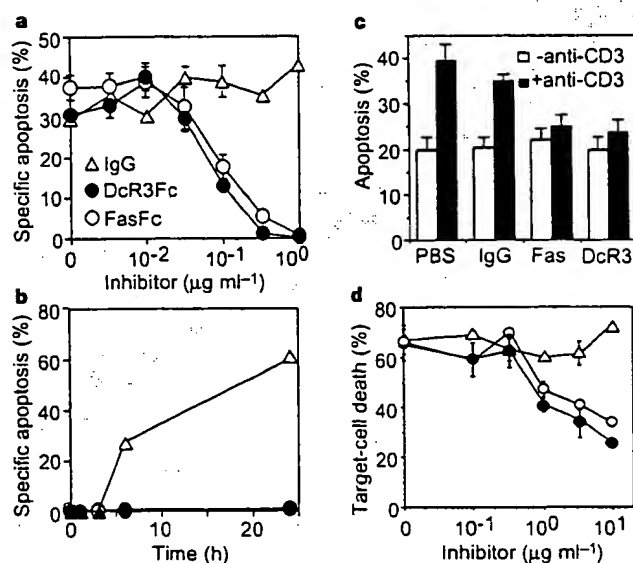 a
Specific apoptosis (%)
50
40
30
20
10
0
IgG
DcR3Fc
FasFc
0 10-2 10-1 100
Inhibitor (µg ml–1)
b
Specific apoptosis (%)
80
60
40
20
0
0 10 20
Time (h)
c
Apoptosis (%)
40
30
20
10
0
-anti-CD3
+anti-CD3
PBS IgG Fas DcR3
d
Target-cell death (%)
80
60
40
20
0
0 10-1 100 101
Inhibitor (µg ml–1)